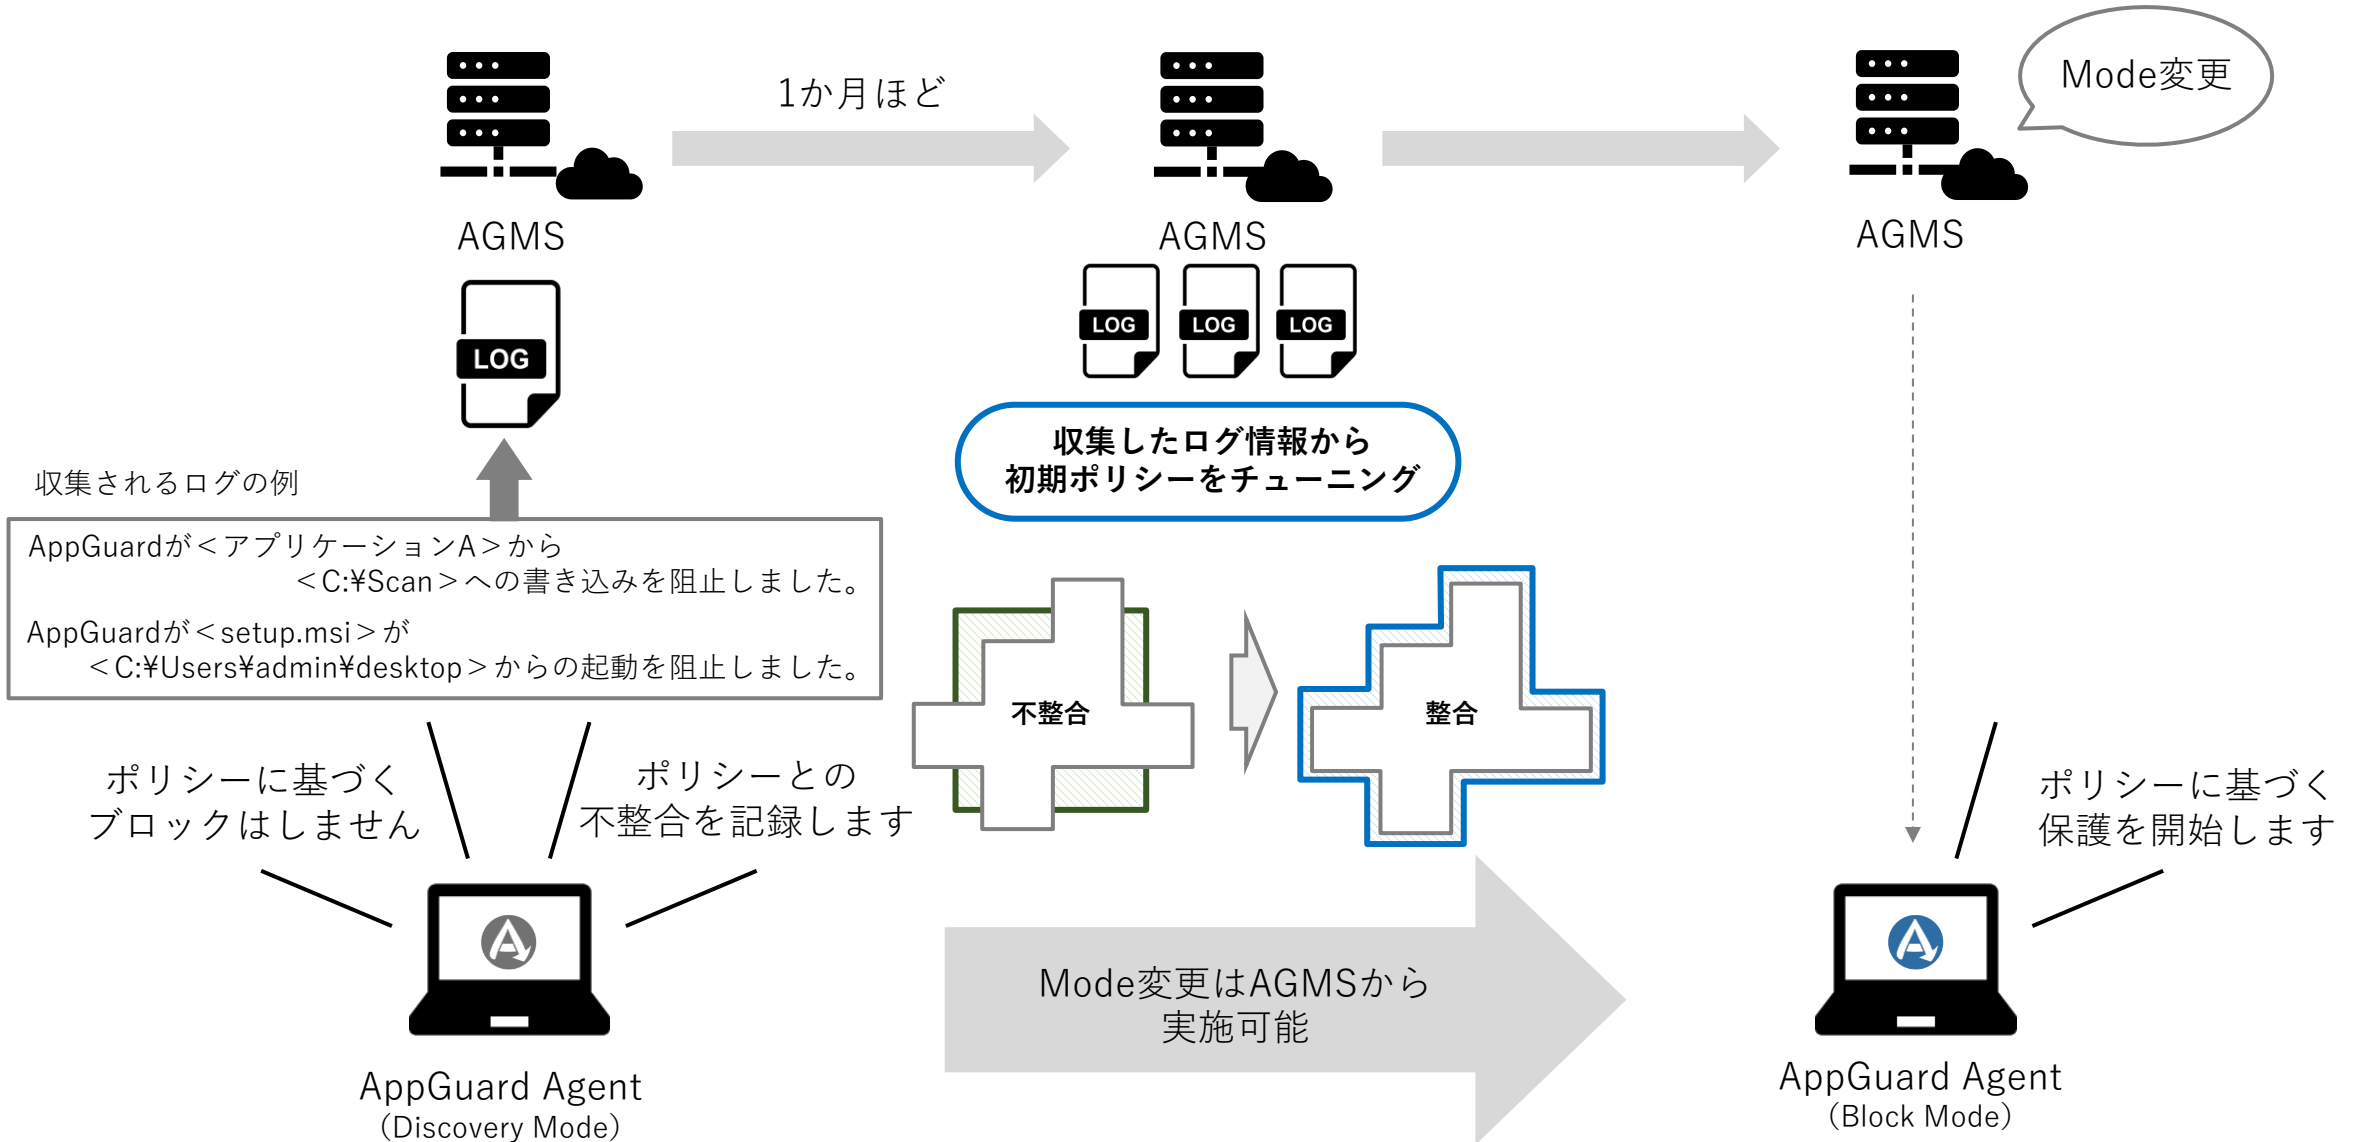 1か月ほど
Mode変更
AGMS
AGMS
AGMS
LOG
LOG
LOG
LOG
収集したログ情報から
初期ポリシーをチューニング
収集されるログの例
AppGuardが＜アプリケーションA＞から
＜C:¥Scan＞への書き込みを阻止しました。
AppGuardが＜setup.msi＞が
＜C:¥Users¥admin¥desktop＞からの起動を阻止しました。
不整合
整合
ポリシーに基づく
ブロックはしません
ポリシーとの
不整合を記録します
ポリシーに基づく
保護を開始します
Mode変更はAGMSから
実施可能
AppGuard Agent
（Discovery Mode）
AppGuard Agent
（Block Mode）